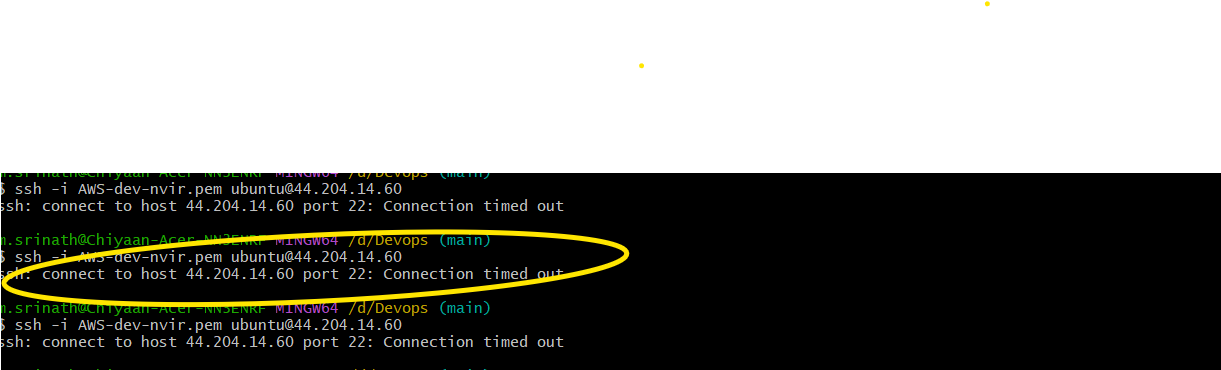 m.srinath@Chiyaan-Acer-NN3ENRF MINGW64 /d/Devops (main)
$ ssh -i AWS-dev-nvir.pem ubuntu@44.204.14.60
ssh: connect to host 44.204.14.60 port 22: Connection timed out
m.srinath@Chiyaan-Acer-NN3ENRF MINGW64 /d/Devops (main)
$ ssh -i AWS-dev-nvir.pem ubuntu@44.204.14.60
ssh: connect to host 44.204.14.60 port 22: Connection timed out
m.srinath@Chiyaan-Acer-NN3ENRF MINGW64 /d/Devops (main)
$ ssh -i AWS-dev-nvir.pem ubuntu@44.204.14.60
ssh: connect to host 44.204.14.60 port 22: Connection timed out